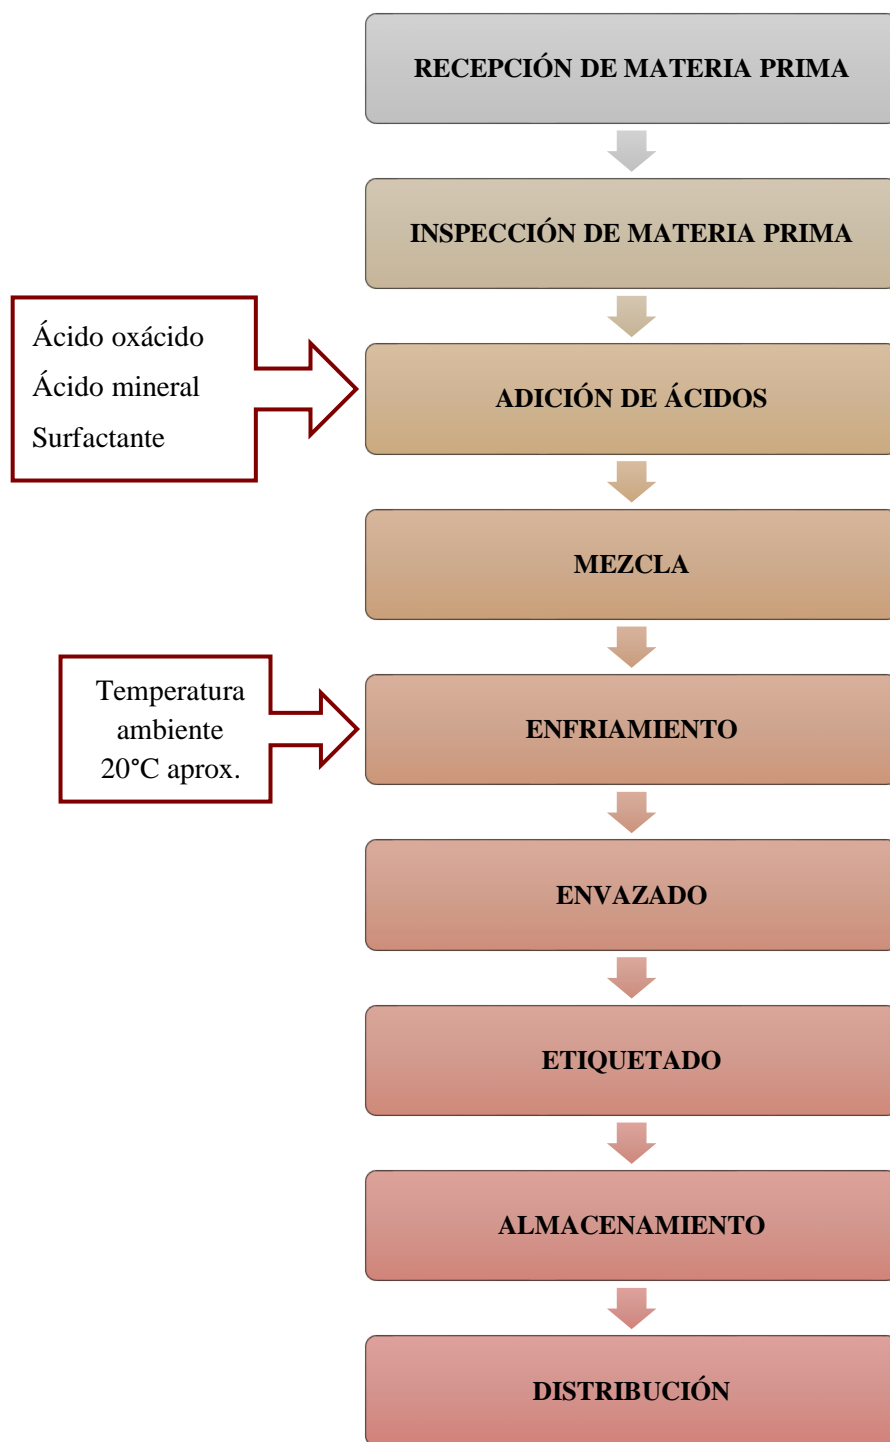 RECEPCIÓN DE MATERIA PRIMA
INSPECCIÓN DE MATERIA PRIMA
Ácido oxácido
Ácido mineral
Surfactante
ADICIÓN DE ÁCIDOS
MEZCLA
Temperatura
ambiente
20°C aprox.
ENFRIAMIENTO
ENVAZADO
ETIQUETADO
ALMACENAMIENTO
DISTRIBUCIÓN